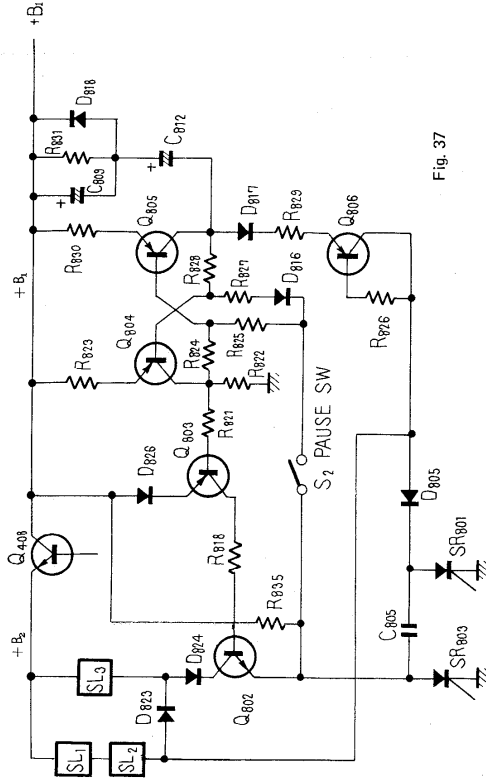 +B₁
+ B₁
+ B₂
Q408
D818
R831
C809
C812
R830
Q805
R823
Q804
D826
Q803
SL3
SL1
SL2
D823
D824
Q802
R818
R835
R821
R822
R824
R825
R828
R827
D816
D817
R829
Q806
R826
S₂ PAUSE SW
D805
SR801
C805
SR803
Fig. 37